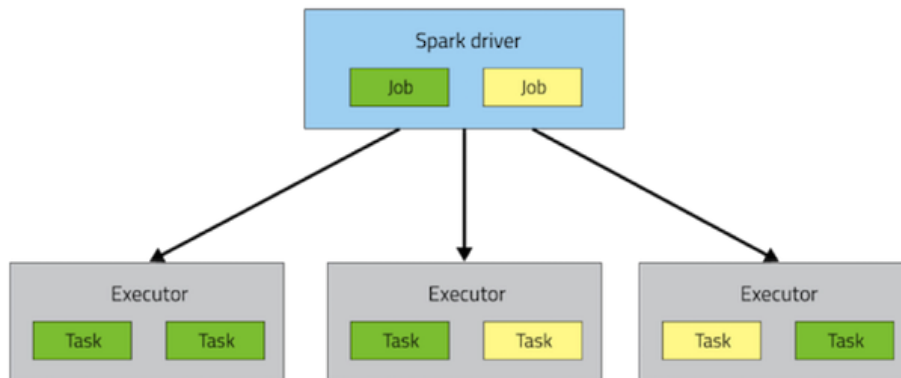 Spark driver
Job Job
Executor Executor Executor
Task Task Task Task Task Task